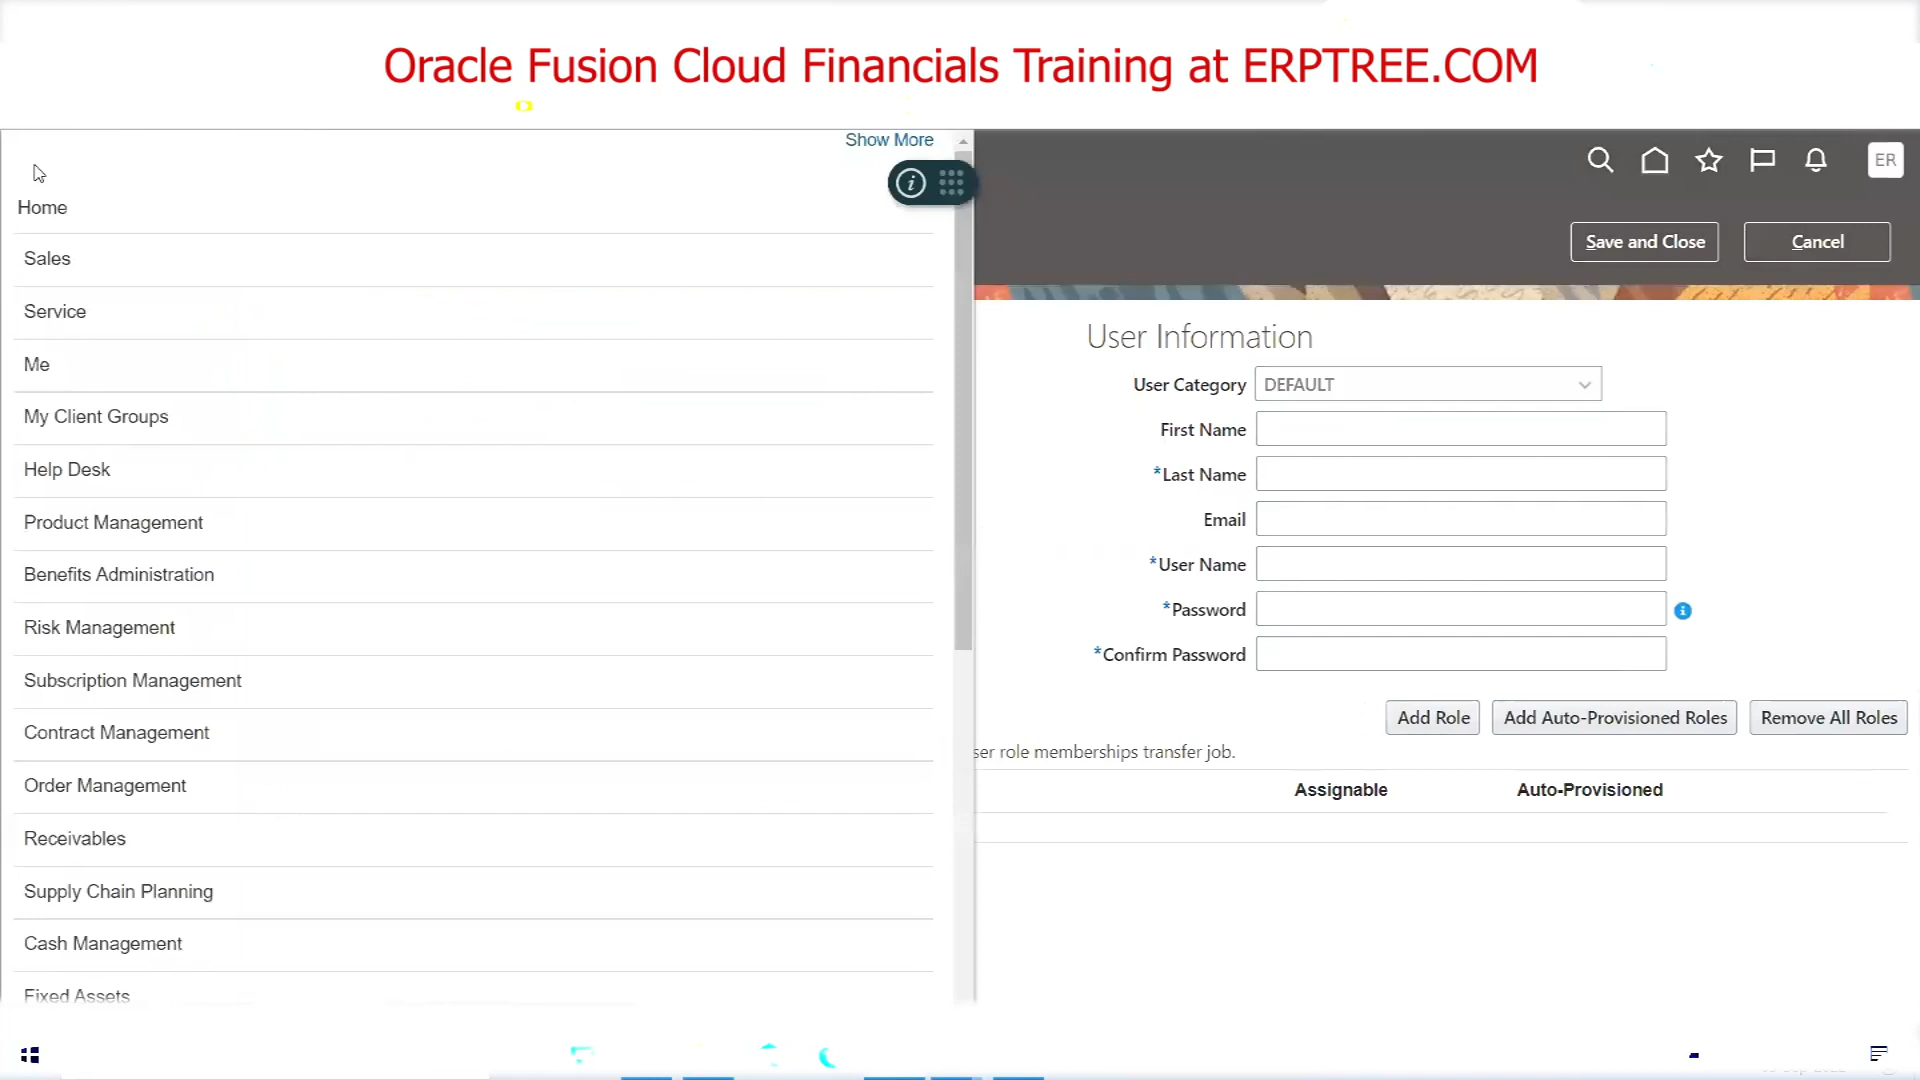 Oracle Fusion Cloud Financials Training at ERPTREE.COM
Show More
Home
Sales
Service
Me
My Client Groups
Help Desk
Product Management
Benefits Administration
Risk Management
Subscription Management
Contract Management
Order Management
Receivables
Supply Chain Planning
Cash Management
Fixed Assets
ER
Save and Close
Cancel
User Information
User Category DEFAULT
First Name
*Last Name
Email
*User Name
*Password
*Confirm Password
Add Role Add Auto-Provisioned Roles Remove All Roles
ser role memberships transfer job.
Assignable Auto-Provisioned